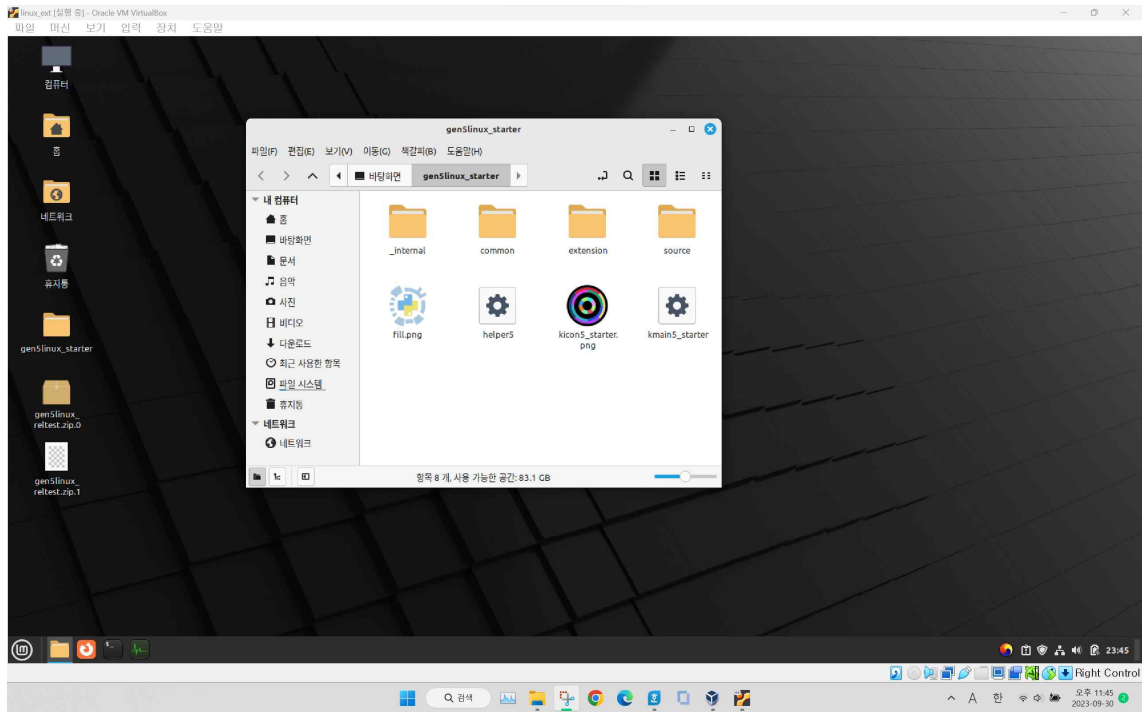 linux_ext [실행 중] - Oracle VM VirtualBox
파일 머신 보기 입력 장치 도움말
컴퓨터
홈
네트워크
휴지통
gen5linux_starter
gen5linux_
reltest.zip.0
gen5linux_
reltest.zip.1
gen5linux_starter
파일(F) 편집(E) 보기(V) 이동(G) 책갈피(B) 도움말(H)
바탕화면 gen5linux_starter
내 컴퓨터
홈
바탕화면
문서
음악
사진
비디오
다운로드
최근 사용한 항목
파일 시스템
휴지통
네트워크
네트워크
_internal common extension source
fill.png helper5 kicon5_starter.
png kmain5_starter
항목 8 개, 사용 가능한 공간: 83.1 GB
23:45
Right Control
검색
A 한 오후 11:45
2023-09-30